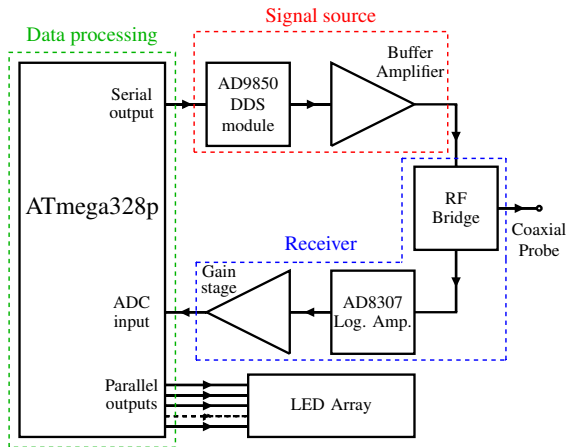 Signal source
Data processing
Serial
output
AD9850
DDS
module
Buffer
Amplifier
ATmega328p
RF
Bridge
Coaxial
Probe
Receiver
Gain
stage
AD8307
Log. Amp.
ADC
input
Parallel
outputs
LED Array